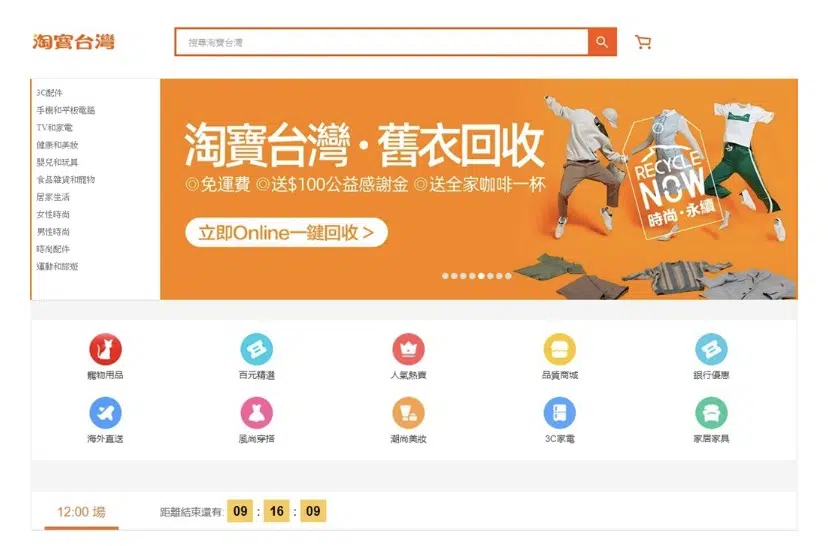 淘寶台灣
搜尋淘寶台灣
3C配件
手機和平板電腦
TV和家電
健康和美妝
嬰兒和玩具
食品雜貨和寵物
居家生活
女性時尚
男性時尚
時尚配件
運動和旅遊
淘寶台灣·舊衣回收
◎免運費 ◎送$100公益感謝金 ◎送全家咖啡一杯
立即Online一鍵回收 >
RECYCLE
NOW
時尚·永續
寵物用品
百元精選
人氣熱賣
品質商城
銀行優惠
海外直送
風尚穿搭
潮尚美妝
3C家電
家居家具
12:00 場
距離結束還有: 09 : 16 : 09